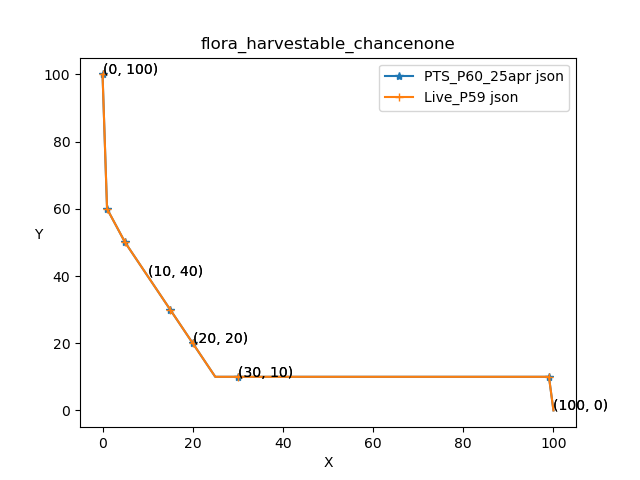 flora_harvestable_chancenone
PTS_P60_25apr json
Live_P59 json
(0, 100)
(10, 40)
(20, 20)
(30, 10)
(100, 0)
Y
100
80
60
40
20
0
0 20 40 60 80 100
X